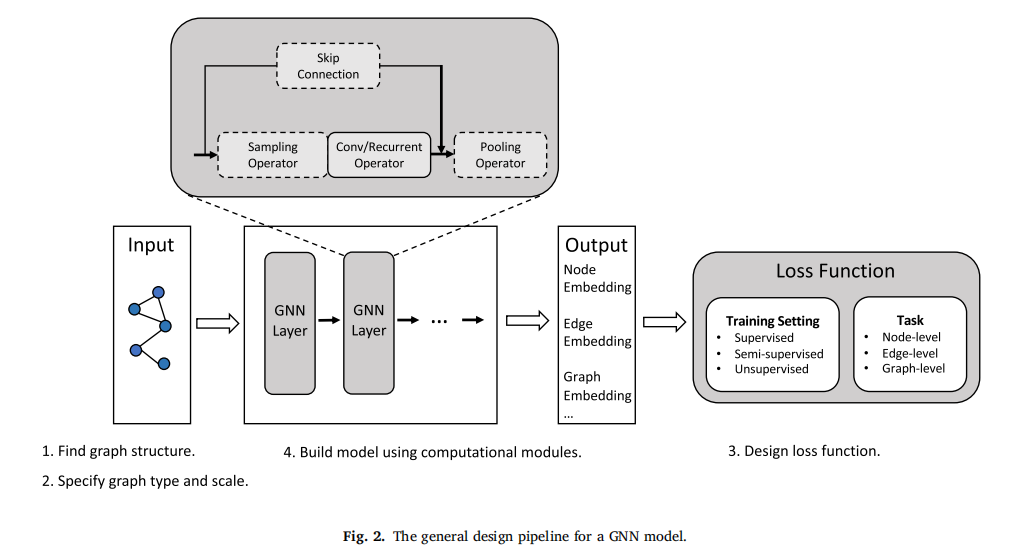 Skip
Connection
Sampling
Operator
Conv/Recurrent
Operator
Pooling
Operator
Input
GNN
Layer
GNN
Layer
...
Output
Node
Embedding
Edge
Embedding
Graph
Embedding
...
Loss Function
Training Setting
• Supervised
• Semi-supervised
• Unsupervised
Task
• Node-level
• Edge-level
• Graph-level
1. Find graph structure.
2. Specify graph type and scale.
4. Build model using computational modules.
3. Design loss function.
Fig. 2. The general design pipeline for a GNN model.